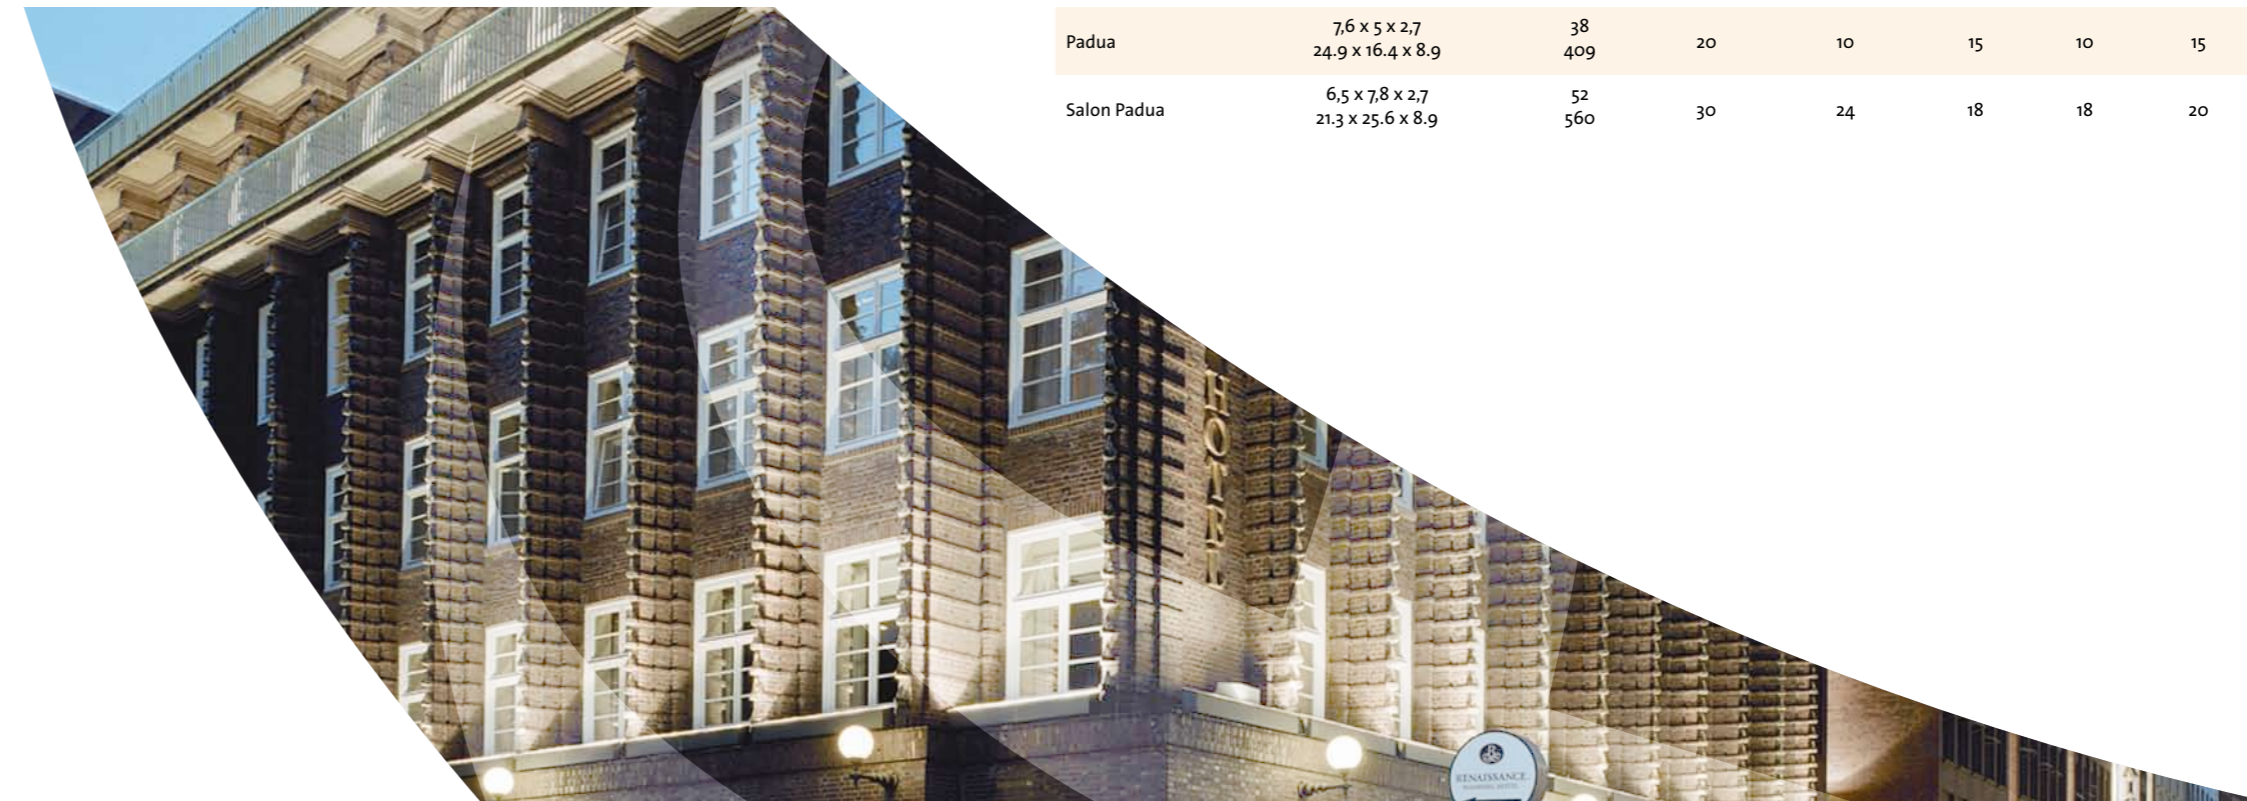 7,6 x 5 x 2,7 38
Padua 20 10 15 10 15
24.9 x 16.4 x 8.9 409
6,5 x 7,8 x 2,7 52
Salon Padua 30 24 18 18 20
21.3 x 25.6 x 8.9 560
HOTEL
RENAISSANCE